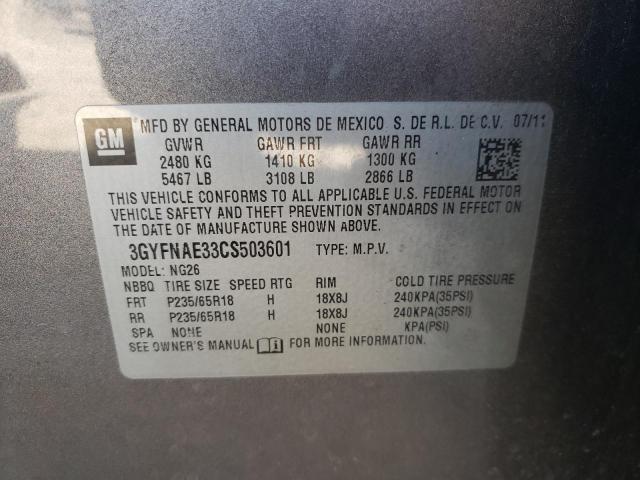 GM MFD BY GENERAL MOTORS DE MEXICO S. DE R.L. DE C.V. 07/11
GVWR GAWR FRT GAWR RR
2480 KG 1410 KG 1300 KG
5467 LB 3108 LB 2866 LB
THIS VEHICLE CONFORMS TO ALL APPLICABLE U.S. FEDERAL MOTOR
VEHICLE SAFETY AND THEFT PREVENTION STANDARDS IN EFFECT ON
THE DATE OF MANUFACTURE SHOWN ABOVE.
3GYFNAE33CS503601 TYPE: M.P.V.
MODEL: NG26
NBBQ TIRE SIZE SPEED RTG RIM COLD TIRE PRESSURE
FRT P235/65R18 H 18X8J 240KPA(35PSI)
RR P235/65R18 H 18X8J 240KPA(35PSI)
SPA NONE NONE KPA(PSI)
SEE OWNER'S MANUAL FOR MORE INFORMATION.